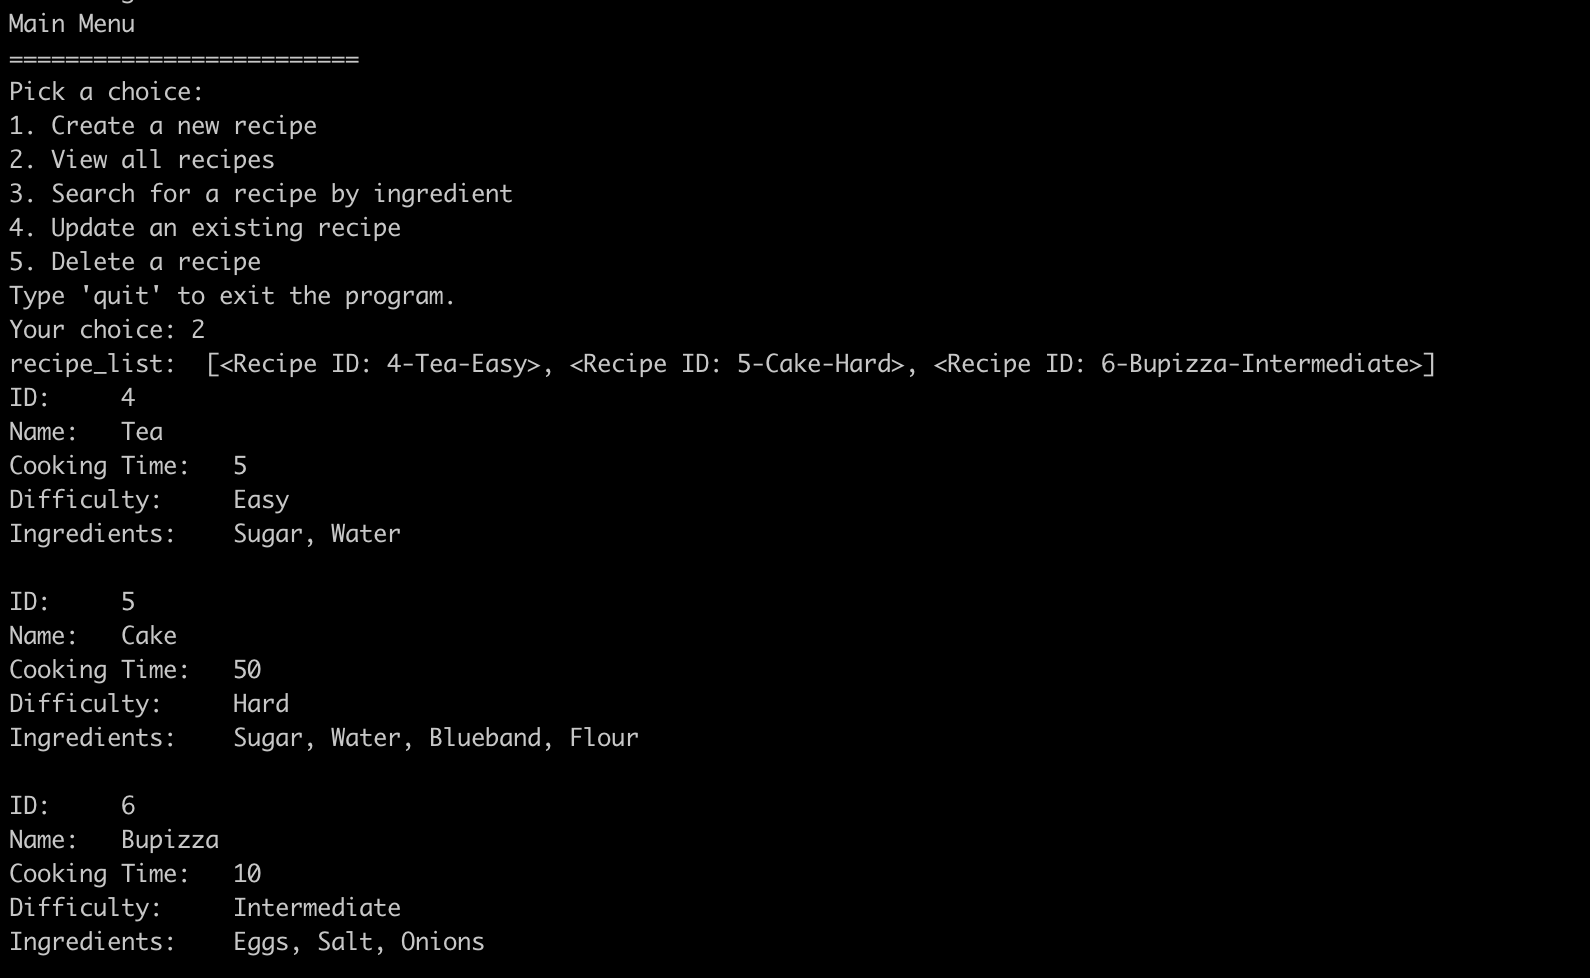 Main Menu
=========================
Pick a choice:
1. Create a new recipe
2. View all recipes
3. Search for a recipe by ingredient
4. Update an existing recipe
5. Delete a recipe
Type 'quit' to exit the program.
Your choice: 2
recipe_list:  [<Recipe ID: 4-Tea-Easy>, <Recipe ID: 5-Cake-Hard>, <Recipe ID: 6-Bupizza-Intermediate>]
ID:     4
Name:   Tea
Cooking Time:   5
Difficulty:     Easy
Ingredients:    Sugar, Water

ID:     5
Name:   Cake
Cooking Time:   50
Difficulty:     Hard
Ingredients:    Sugar, Water, Blueband, Flour

ID:     6
Name:   Bupizza
Cooking Time:   10
Difficulty:     Intermediate
Ingredients:    Eggs, Salt, Onions